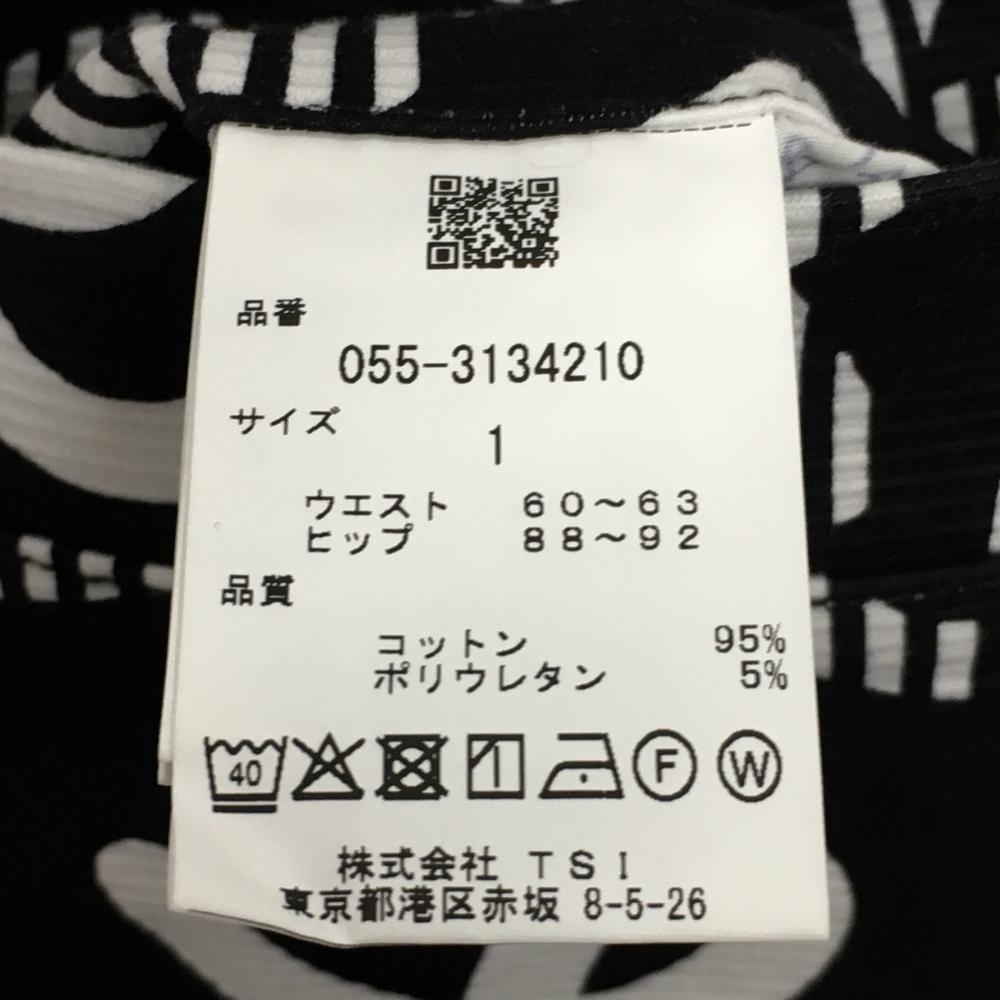 品番
055-3134210
サイズ
1
ウエスト 60～63
ヒップ 88～92
品質
コットン 95%
ポリウレタン 5%
40 F W
株式会社 TSI
東京都港区赤坂 8-5-26